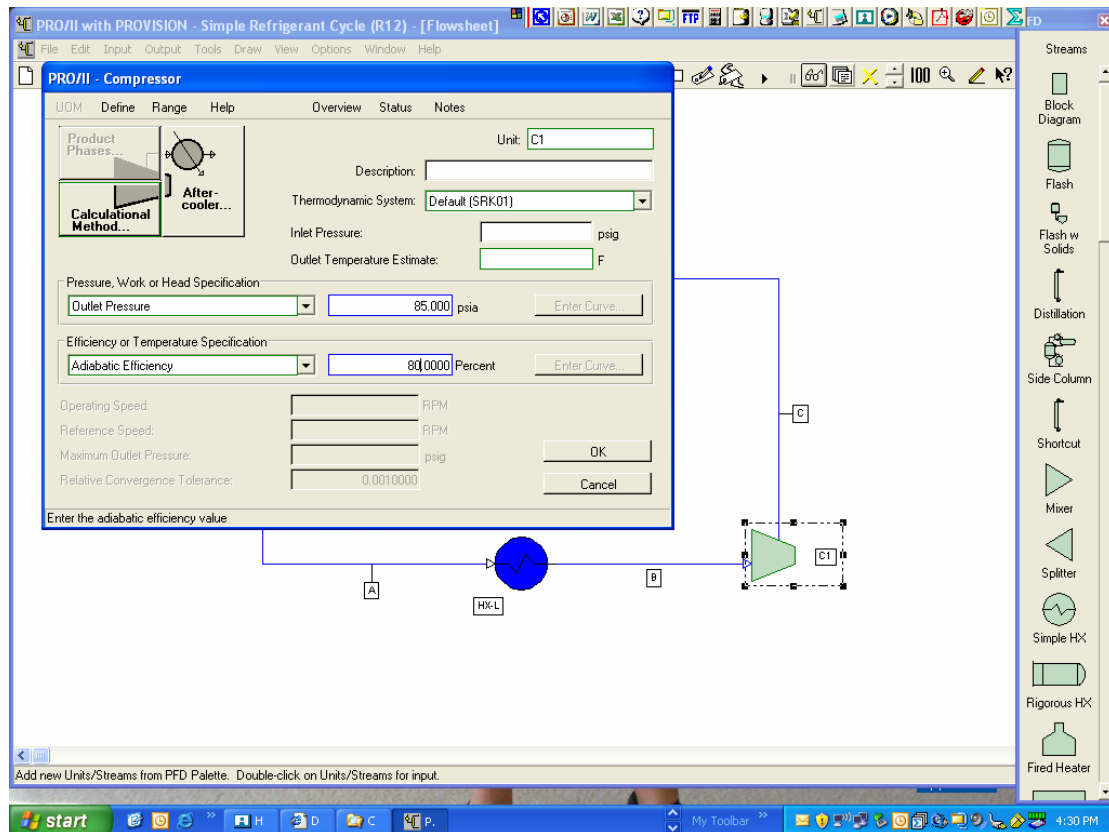 PRO/II with PROVISION - Simple Refrigerant Cycle (R12) - [Flowsheet]
FTP
FD
File Edit Input Output Tools Draw View Options Window Help
100
PRO/II - Compressor
UOM Define Range Help Overview Status Notes
Product
Phases...
After-
cooler...
Calculational
Method...
Unit: C1
Description:
Thermodynamic System: Default (SRK01)
Inlet Pressure: psig
Outlet Temperature Estimate: F
Pressure, Work or Head Specification
Outlet Pressure 85.000 psia Enter Curve...
Efficiency or Temperature Specification
Adiabatic Efficiency 80.0000 Percent Enter Curve...
Operating Speed: RPM
Reference Speed: RPM
Maximum Outlet Pressure: psig
Relative Convergence Tolerance: 0.0010000
OK
Cancel
Enter the adiabatic efficiency value
C
C1
B
A
HX-L
Streams
Block
Diagram
Flash
Flash w
Solids
Distillation
Side Column
Shortcut
Mixer
Splitter
Simple HX
Rigorous HX
Fired Heater
Add new Units/Streams from PFD Palette. Double-click on Units/Streams for input.
start H D C P. My Toolbar 4:30 PM